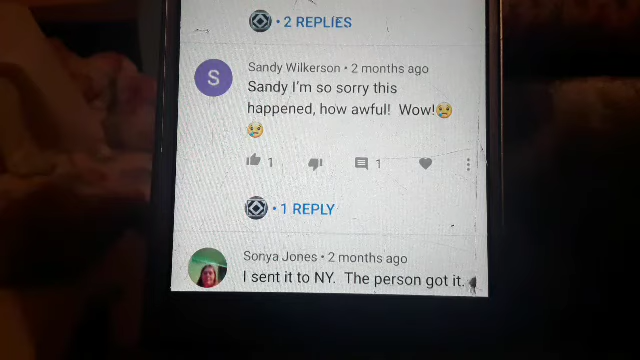 • 2 REPLIES
Sandy Wilkerson • 2 months ago
S
Sandy I'm so sorry this
happened, how awful! Wow!😢
😢
1
1
• 1 REPLY
Sonya Jones • 2 months ago
I sent it to NY. The person got it.